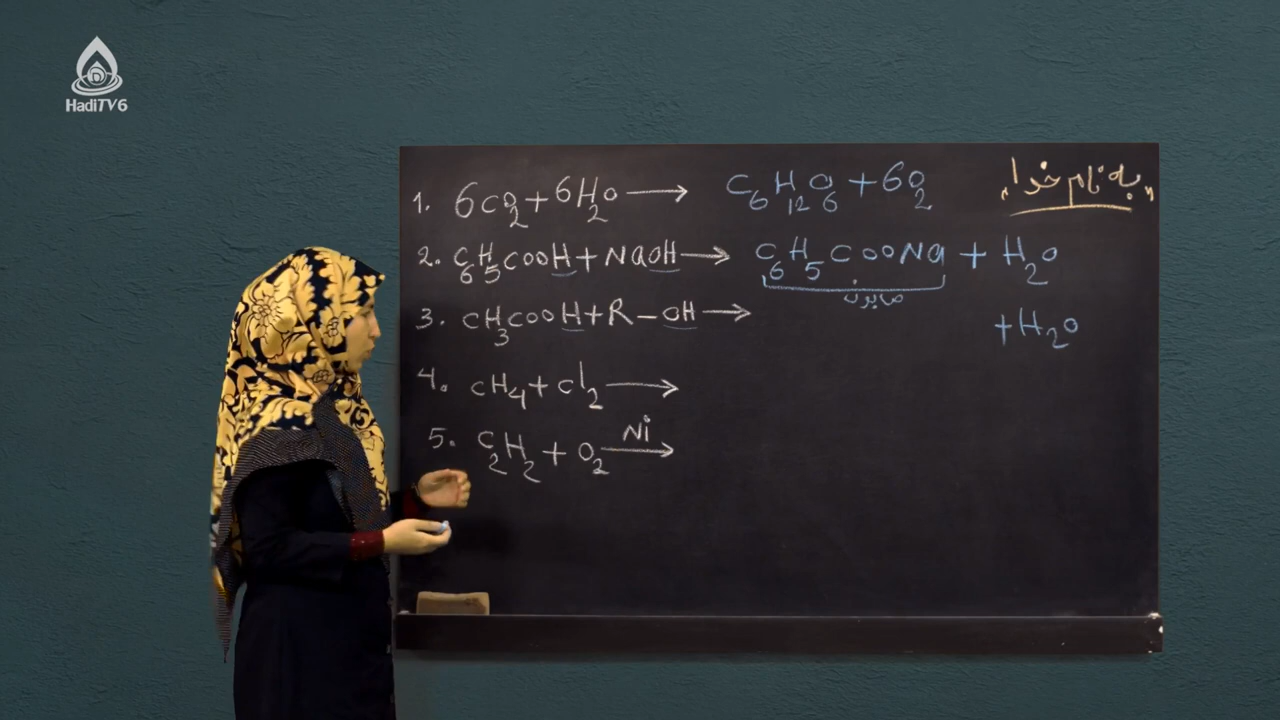 HadiTV6
"به نام خدا"
1. 6CO₂ + 6H₂O → C₆H₁₂O₆ + 6O₂
2. C₆H₅COOH + NaOH → C₆H₅COONa + H₂O
صابون
3. CH₃COOH + R – OH → + H₂O
4. CH₄ + Cl₂ →
Ni
5. C₂H₂ + O₂ →